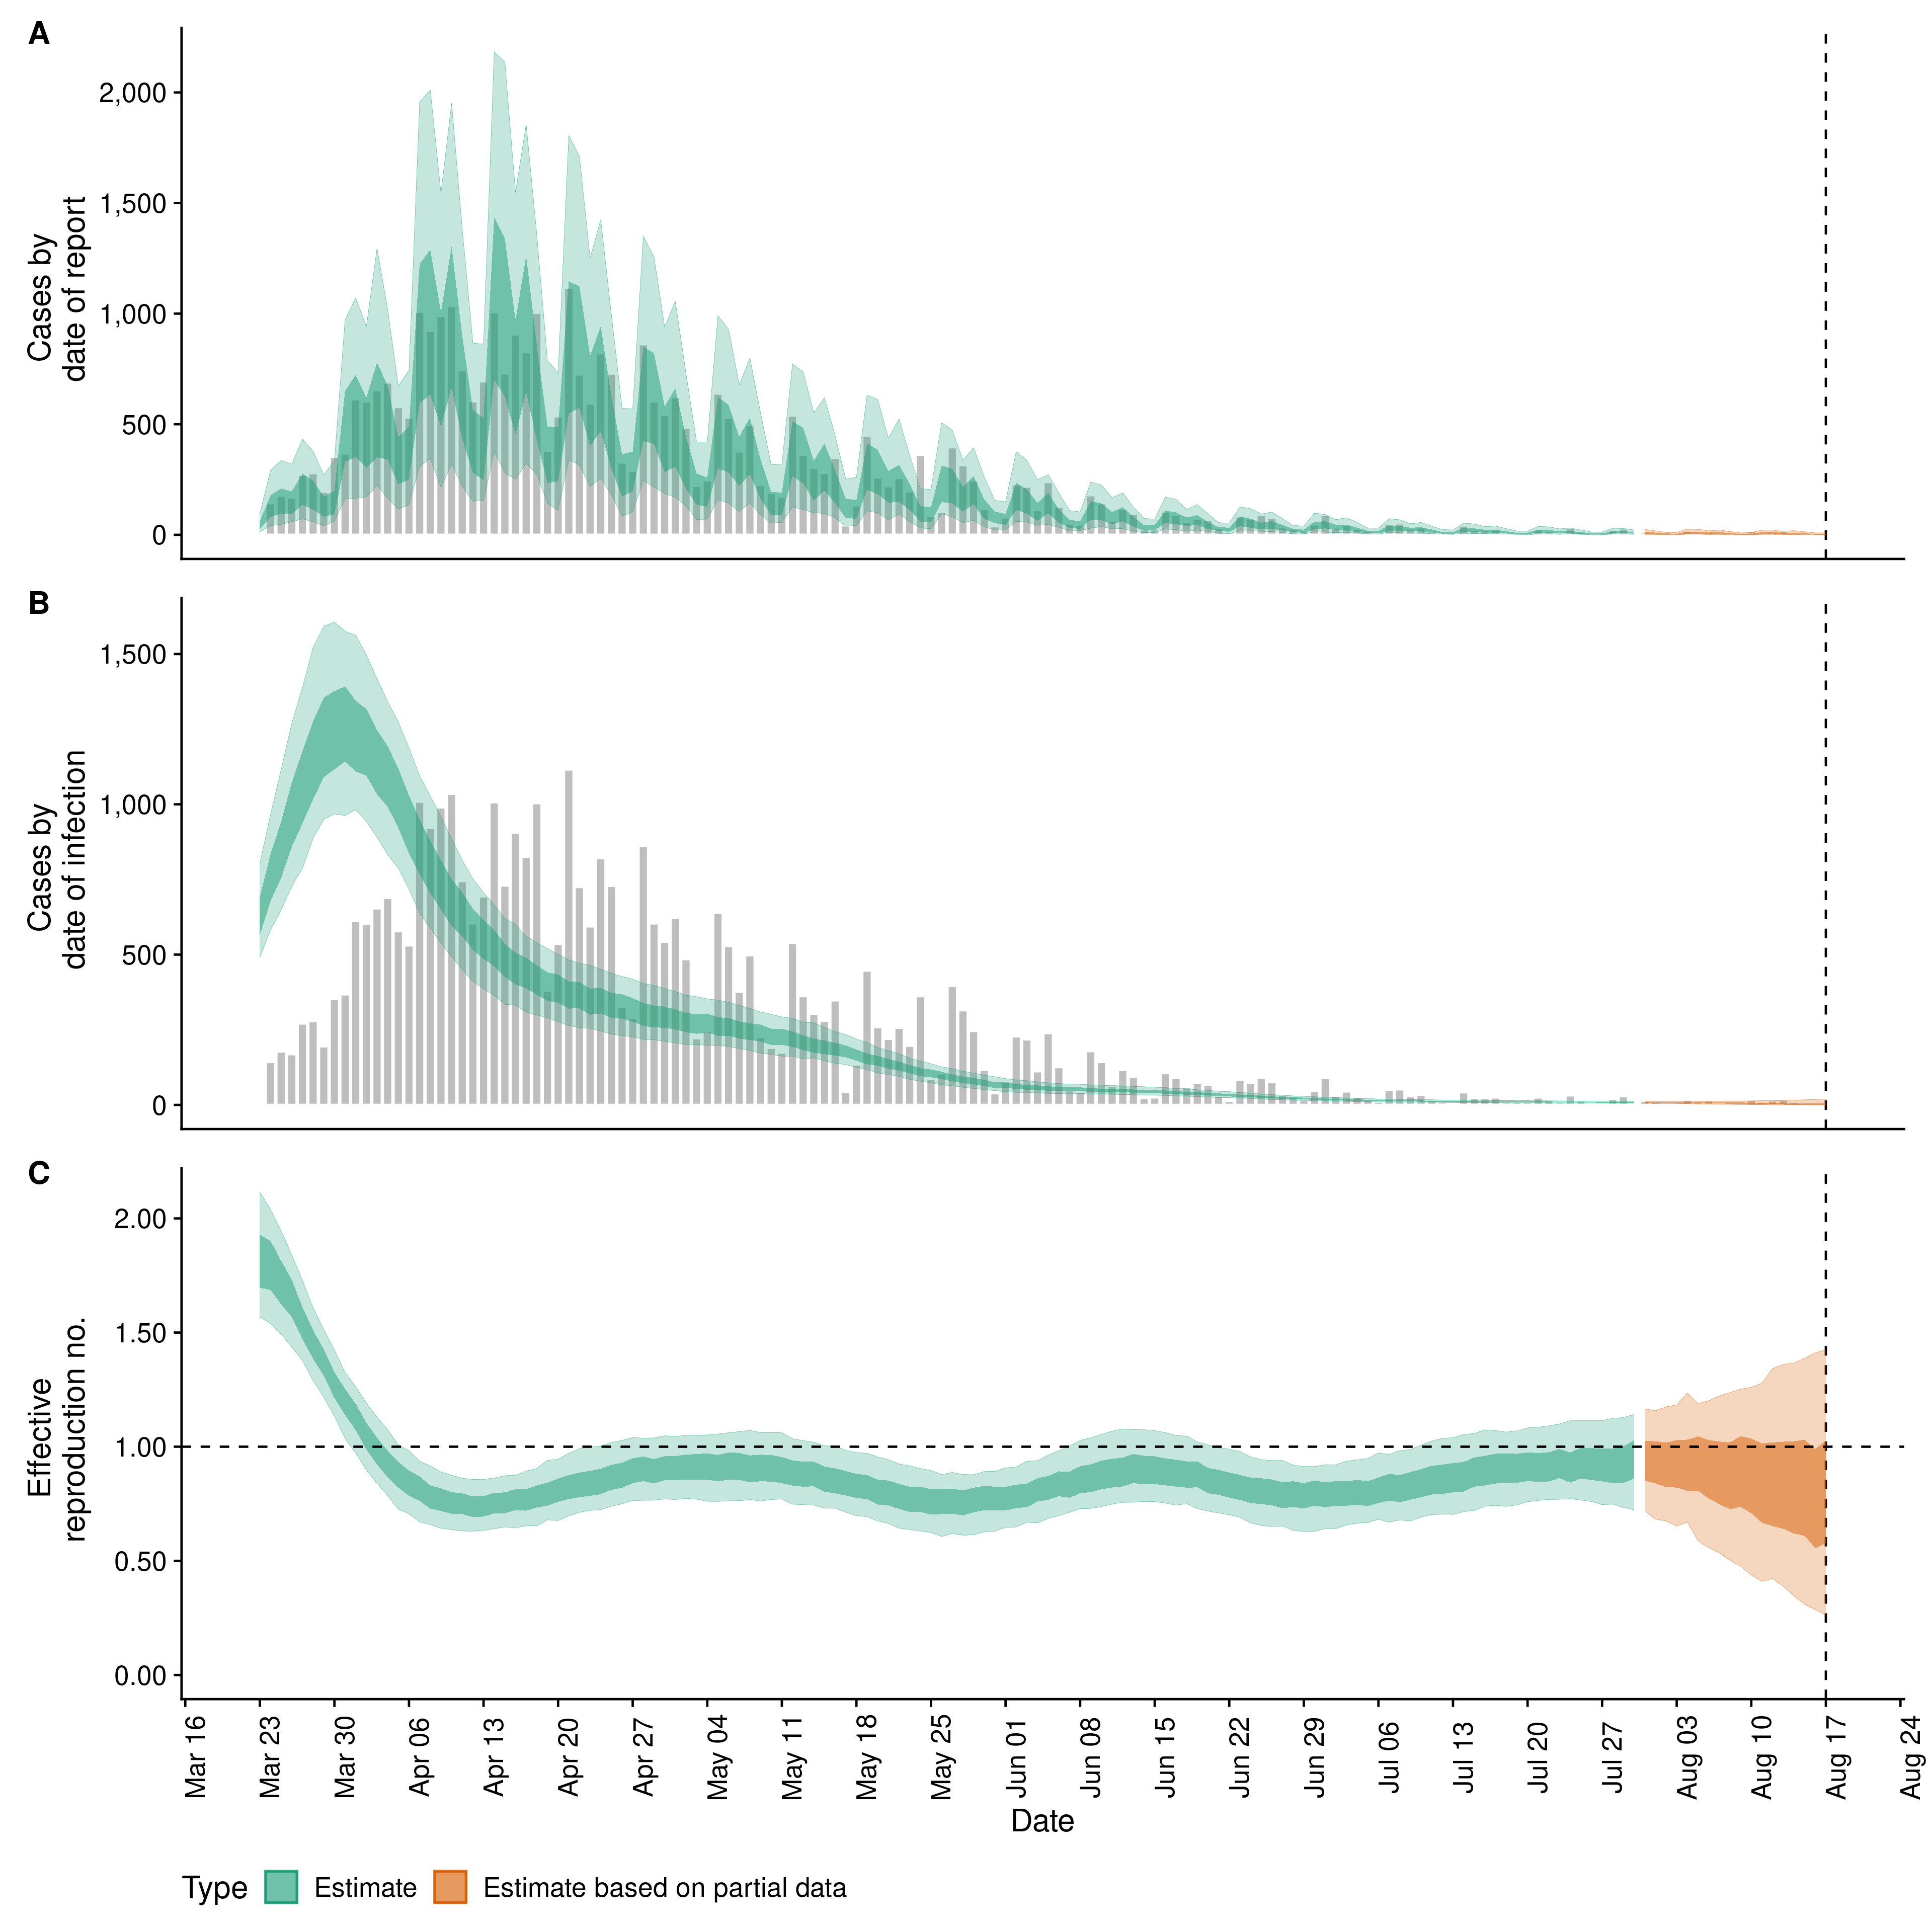 A
Cases by
date of report
2,000
1,500
1,000
500
0
B
Cases by
date of infection
1,500
1,000
500
0
C
Effective
reproduction no.
2.00
1.50
1.00
0.50
0.00
Mar 16
Mar 23
Mar 30
Apr 06
Apr 13
Apr 20
Apr 27
May 04
May 11
May 18
May 25
Jun 01
Jun 08
Jun 15
Jun 22
Jun 29
Jul 06
Jul 13
Jul 20
Jul 27
Aug 03
Aug 10
Aug 17
Aug 24
Date
Type Estimate Estimate based on partial data